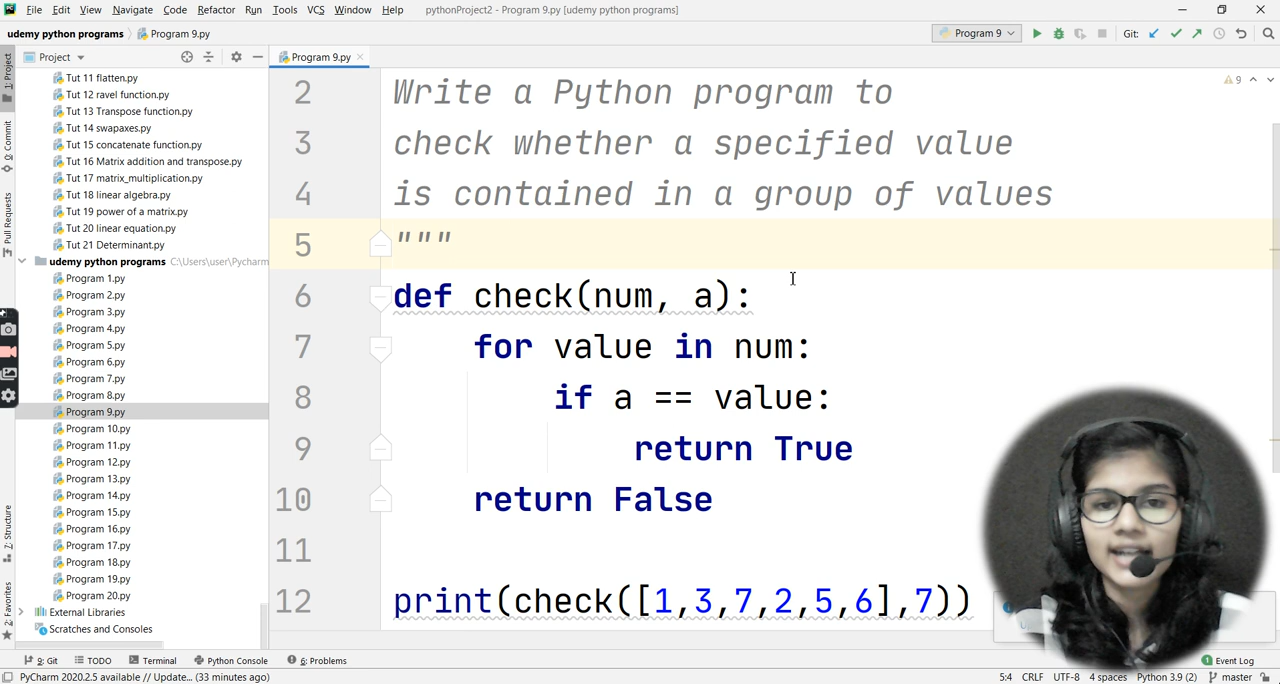 File Edit View Navigate Code Refactor Run Tools VCS Window Help pythonProject2 - Program 9.py [udemy python programs]
udemy python programs Program 9.py
Program 9
Git:
Project
Program 9.py
1: Project
0: Commit
Pull Requests
7: Structure
2: Favorites
Tut 11 flatten.py
Tut 12 ravel function.py
Tut 13 Transpose function.py
Tut 14 swapaxes.py
Tut 15 concatenate function.py
Tut 16 Matrix addition and transpose.py
Tut 17 matrix_multiplication.py
Tut 18 linear algebra.py
Tut 19 power of a matrix.py
Tut 20 linear equation.py
Tut 21 Determinant.py
udemy python programs C:\Users\user\Pycharm
Program 1.py
Program 2.py
Program 3.py
Program 4.py
Program 5.py
Program 6.py
Program 7.py
Program 8.py
Program 9.py
Program 10.py
Program 11.py
Program 12.py
Program 13.py
Program 14.py
Program 15.py
Program 16.py
Program 17.py
Program 18.py
Program 19.py
Program 20.py
External Libraries
Scratches and Consoles
9
2 Write a Python program to
3 check whether a specified value
4 is contained in a group of values
5 """
6 def check(num, a):
7 for value in num:
8 if a == value:
9 return True
10 return False
11
12 print(check([1,3,7,2,5,6],7))
9: Git TODO Terminal Python Console 6: Problems 1 Event Log
PyCharm 2020.2.5 available // Update... (33 minutes ago) 5:4 CRLF UTF-8 4 spaces Python 3.9 (2) master